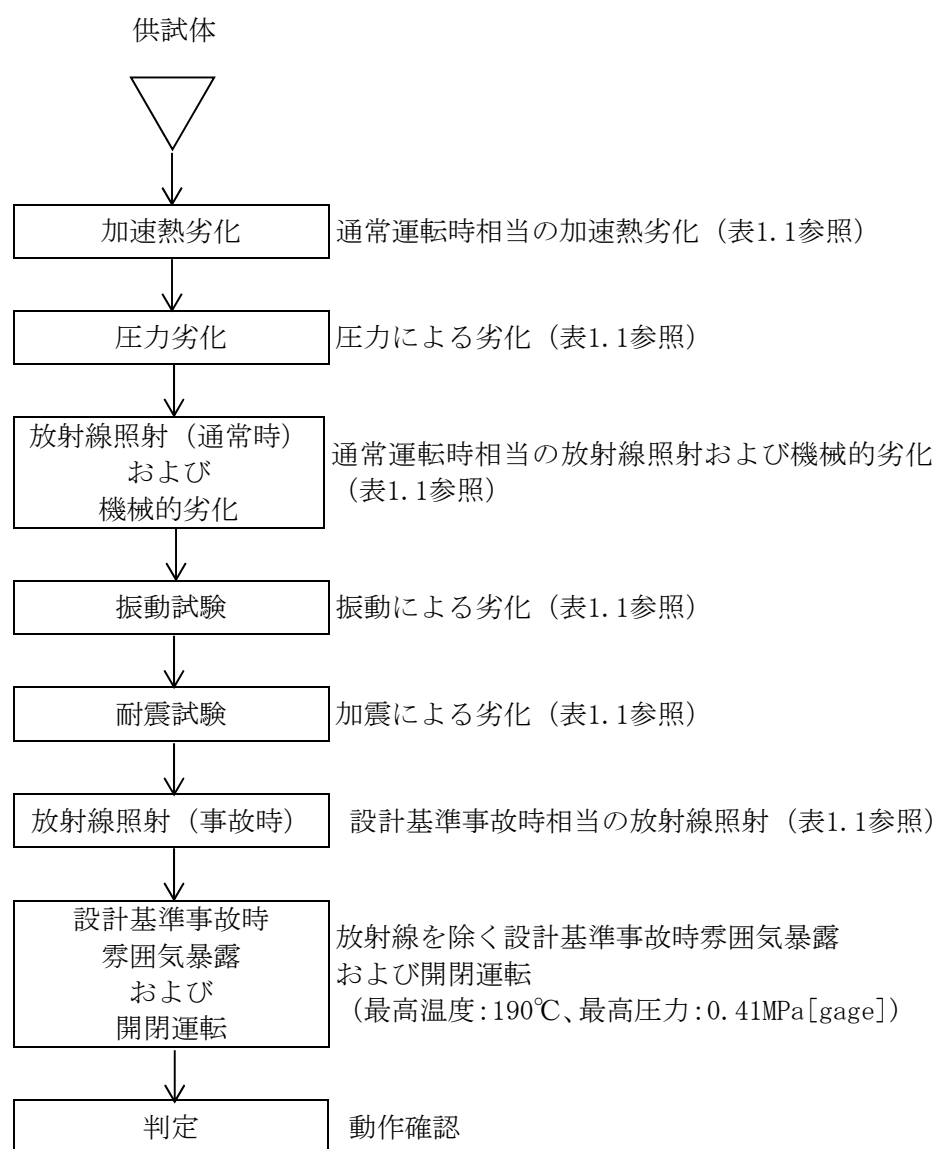 供試体
加速熱劣化
通常運転時相当の加速熱劣化（表1.1参照）
圧力劣化
圧力による劣化（表1.1参照）
放射線照射（通常時）
および
機械的劣化
通常運転時相当の放射線照射および機械的劣化
（表1.1参照）
振動試験
振動による劣化（表1.1参照）
耐震試験
加震による劣化（表1.1参照）
放射線照射（事故時）
設計基準事故時相当の放射線照射（表1.1参照）
設計基準事故時
雰囲気暴露
および
開閉運転
放射線を除く設計基準事故時雰囲気暴露
および開閉運転
（最高温度:190℃、最高圧力:0.41MPa[gage]）
判定
動作確認